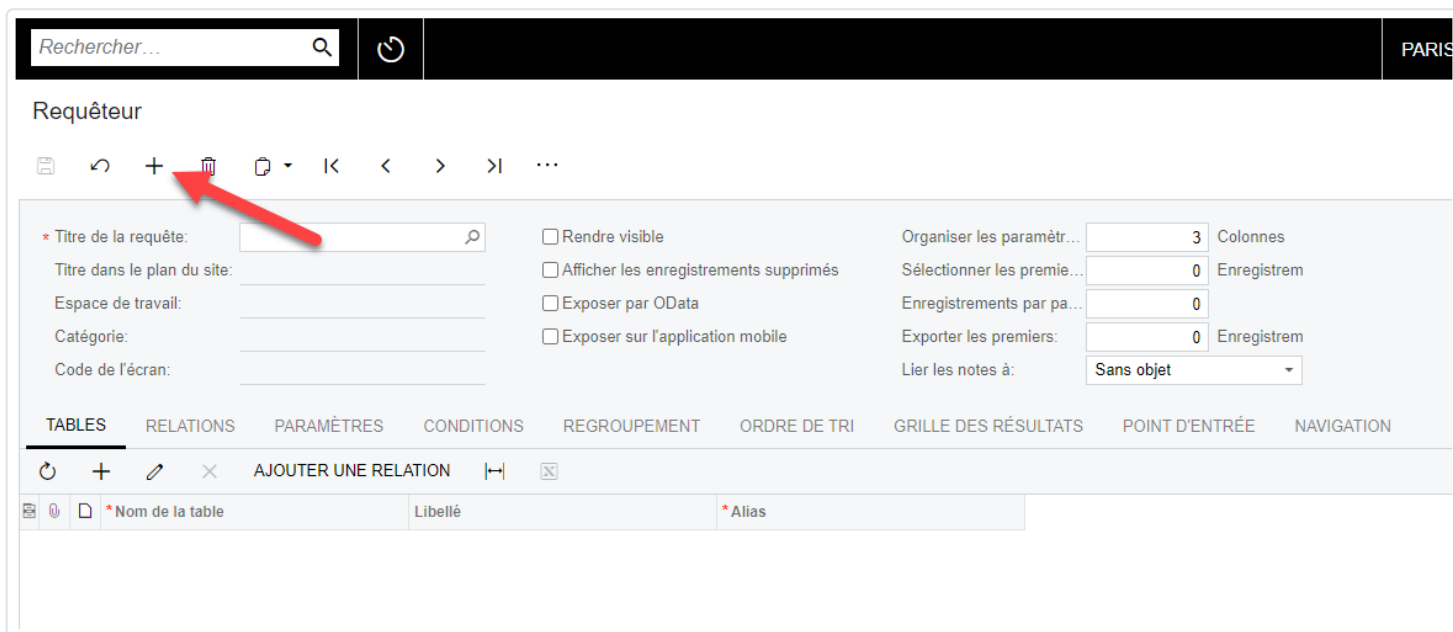 Rechercher...
PARIS
Requêteur
* Titre de la requête:
Rendre visible
Organiser les paramètr... 3 Colonnes
Titre dans le plan du site:
Afficher les enregistrements supprimés
Sélectionner les premie... 0 Enregistrem
Espace de travail:
Exposer par OData
Enregistrements par pa... 0
Catégorie:
Exposer sur l'application mobile
Exporter les premiers: 0 Enregistrem
Code de l'écran:
Lier les notes à: Sans objet
TABLES RELATIONS PARAMÈTRES CONDITIONS REGROUPEMENT ORDRE DE TRI GRILLE DES RÉSULTATS POINT D'ENTRÉE NAVIGATION
AJOUTER UNE RELATION
* Nom de la table Libellé * Alias